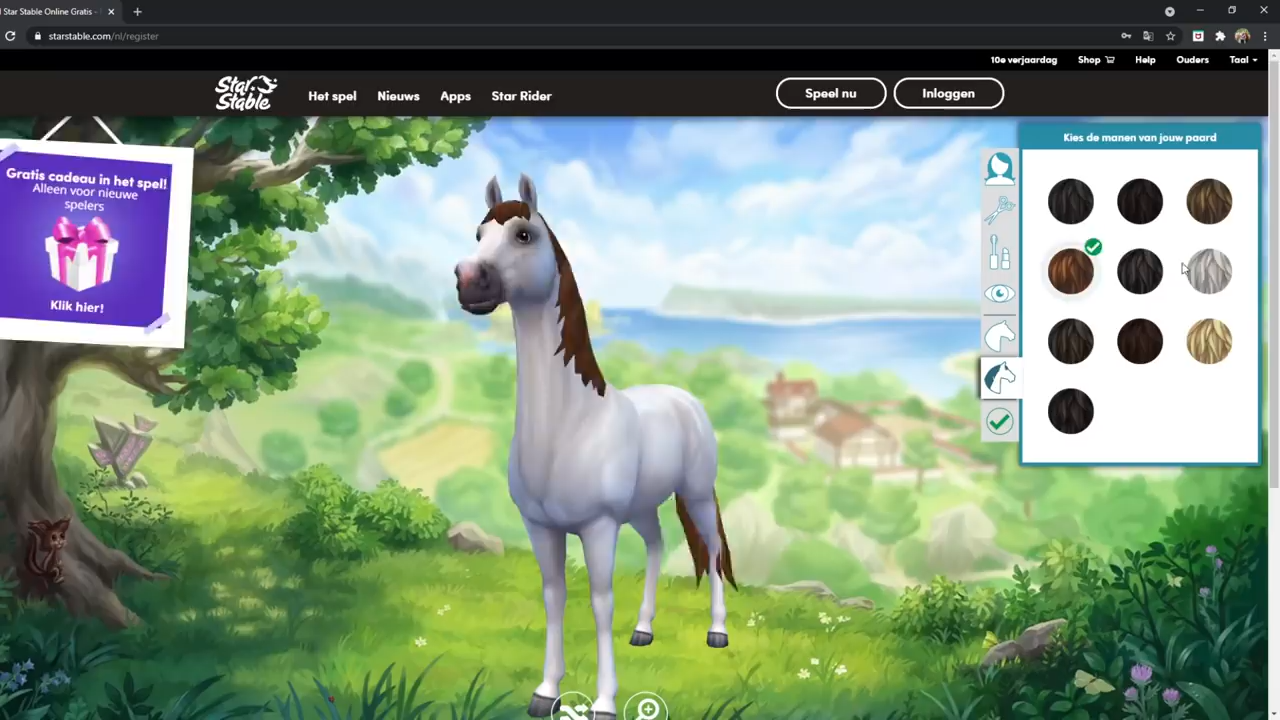 Star Stable Online Gratis -
starstable.com/nl/register
10e verjaardag Shop Help Ouders Taal
Star Stable
Het spel Nieuws Apps Star Rider Speel nu Inloggen
Kies de manen van jouw paard
Gratis cadeau in het spel!
Alleen voor nieuwe
spelers
Klik hier!